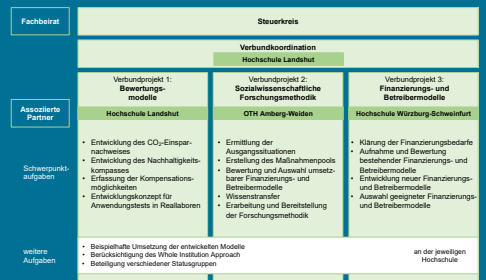 Fachbeirat
Steuerkreis
Verbundkoordination
Hochschule Landshut
Verbundprojekt 1:
Bewertungs-
modelle
Verbundprojekt 2:
Sozialwissenschaftliche
Forschungsmethodik
Verbundprojekt 3:
Finanzierungs- und
Betreibermodelle
Assoziierte
Partner
Hochschule Landshut
OTH Amberg-Weiden
Hochschule Würzburg-Schweinfurt
Schwerpunkt-
aufgaben
• Entwicklung des CO₂-Einspar-
nachweises
• Entwicklung des Nachhaltigkeits-
kompasses
• Erfassung der Kompensations-
möglichkeiten
• Entwicklungskonzept für
Anwendungstests in Reallaboren
• Ermittlung der
Ausgangssituationen
• Erstellung des Maßnahmenpools
• Bewertung und Auswahl umsetz-
barer Finanzierungs- und
Betreibermodelle
• Wissenstransfer
• Erarbeitung und Bereitstellung
der Forschungsmethodik
• Klärung der Finanzierungsbedarfe
• Aufnahme und Bewertung
bestehender Finanzierungs- und
Betreibermodelle
• Entwicklung neuer Finanzierungs-
und Betreibermodelle
• Auswahl geeigneter Finanzierungs-
und Betreibermodelle
weitere
Aufgaben
• Beispielhafte Umsetzung der entwickelten Modelle
• Berücksichtigung des Whole Institution Approach
• Beteiligung verschiedener Statusgruppen
an der jeweiligen
Hochschule